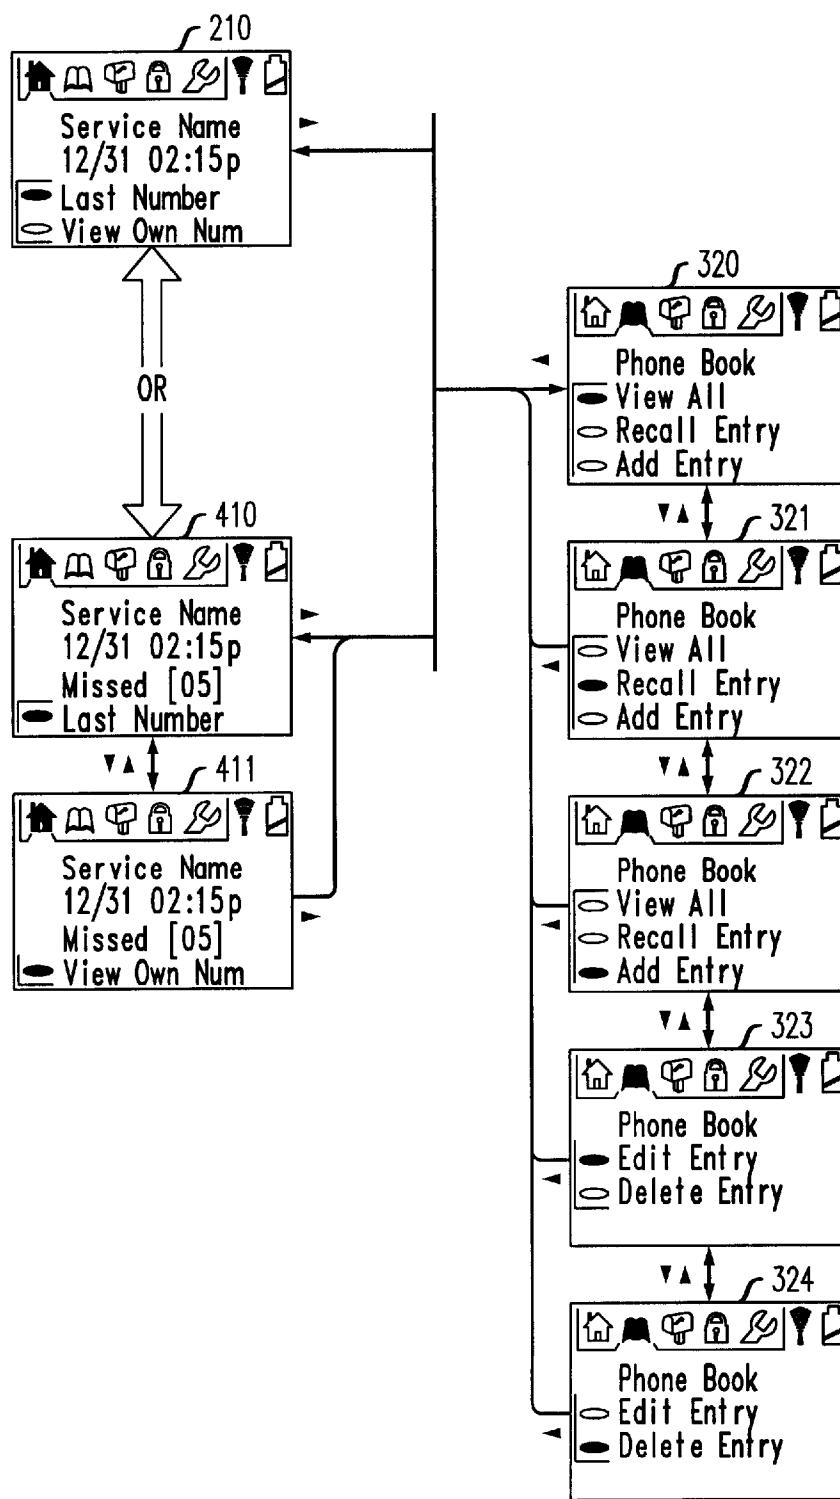 210
Service Name
12/31 02:15p
Last Number
View Own Num
OR
410
Service Name
12/31 02:15p
Missed [05]
Last Number
411
Service Name
12/31 02:15p
Missed [05]
View Own Num
320
Phone Book
View All
Recall Entry
Add Entry
321
Phone Book
View All
Recall Entry
Add Entry
322
Phone Book
View All
Recall Entry
Add Entry
323
Phone Book
Edit Entry
Delete Entry
324
Phone Book
Edit Entry
Delete Entry